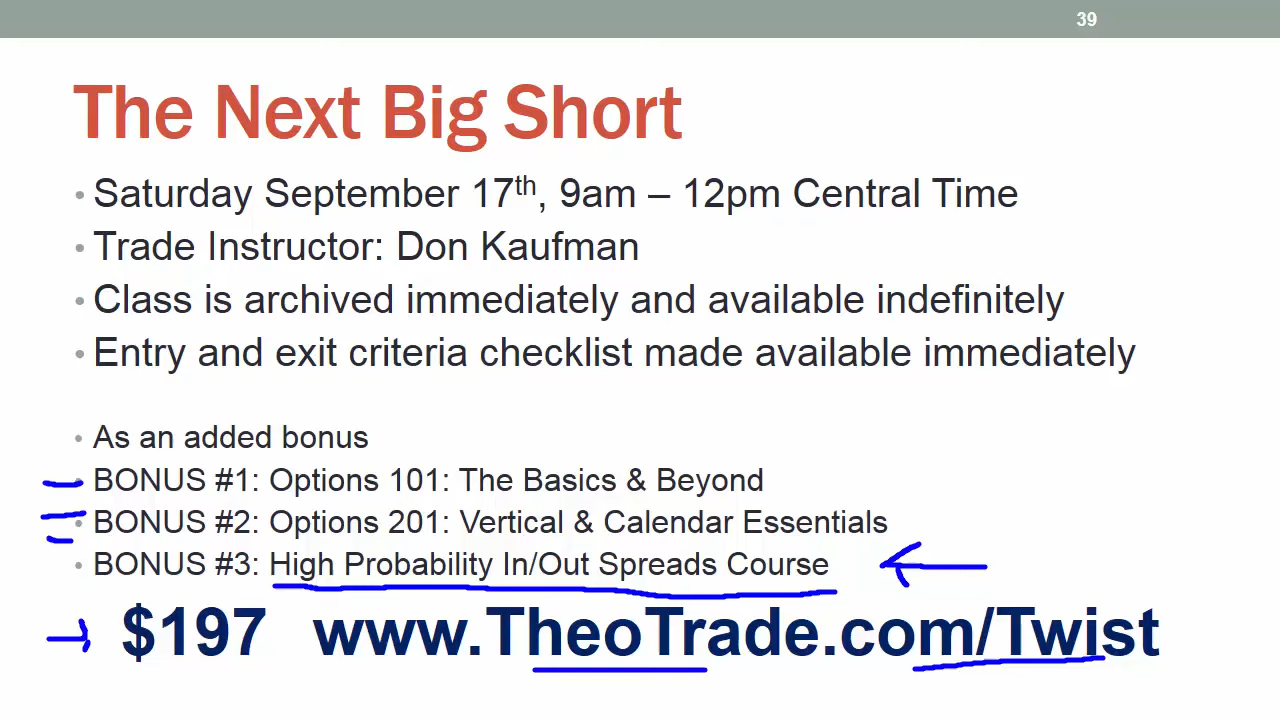 39
The Next Big Short
• Saturday September 17th, 9am – 12pm Central Time
• Trade Instructor: Don Kaufman
• Class is archived immediately and available indefinitely
• Entry and exit criteria checklist made available immediately
• As an added bonus
• BONUS #1: Options 101: The Basics & Beyond
• BONUS #2: Options 201: Vertical & Calendar Essentials
• BONUS #3: High Probability In/Out Spreads Course
$197 www.TheoTrade.com/Twist